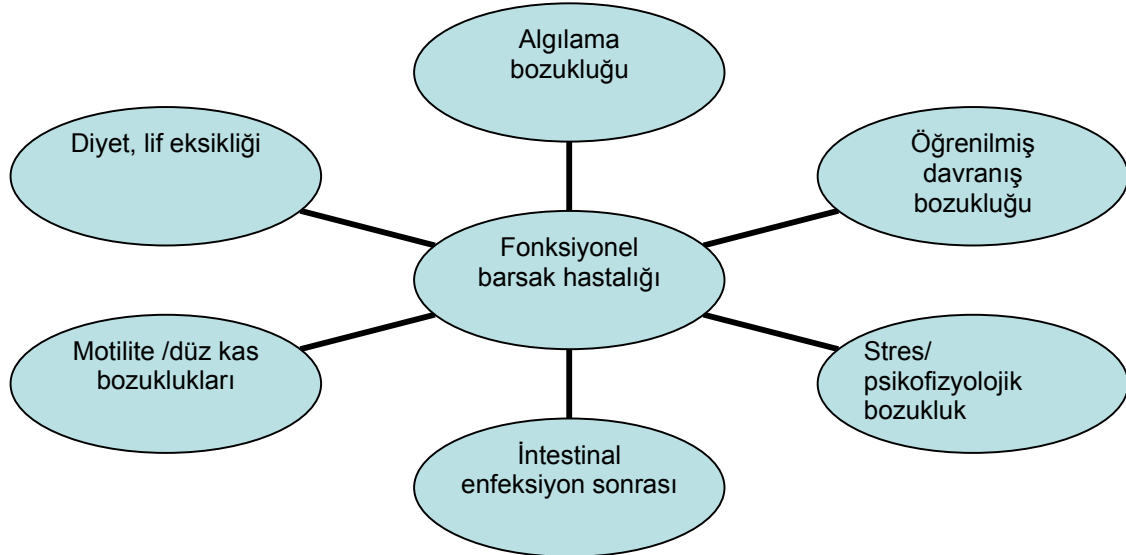 Algılama
bozukluğu
Diyet, lif eksikliği
Öğrenilmiş
davranış
bozukluğu
Fonksiyonel
barsak hastalığı
Motilite /düz kas
bozuklukları
Stres/
psikofizyolojik
bozukluk
İntestinal
enfeksiyon sonrası